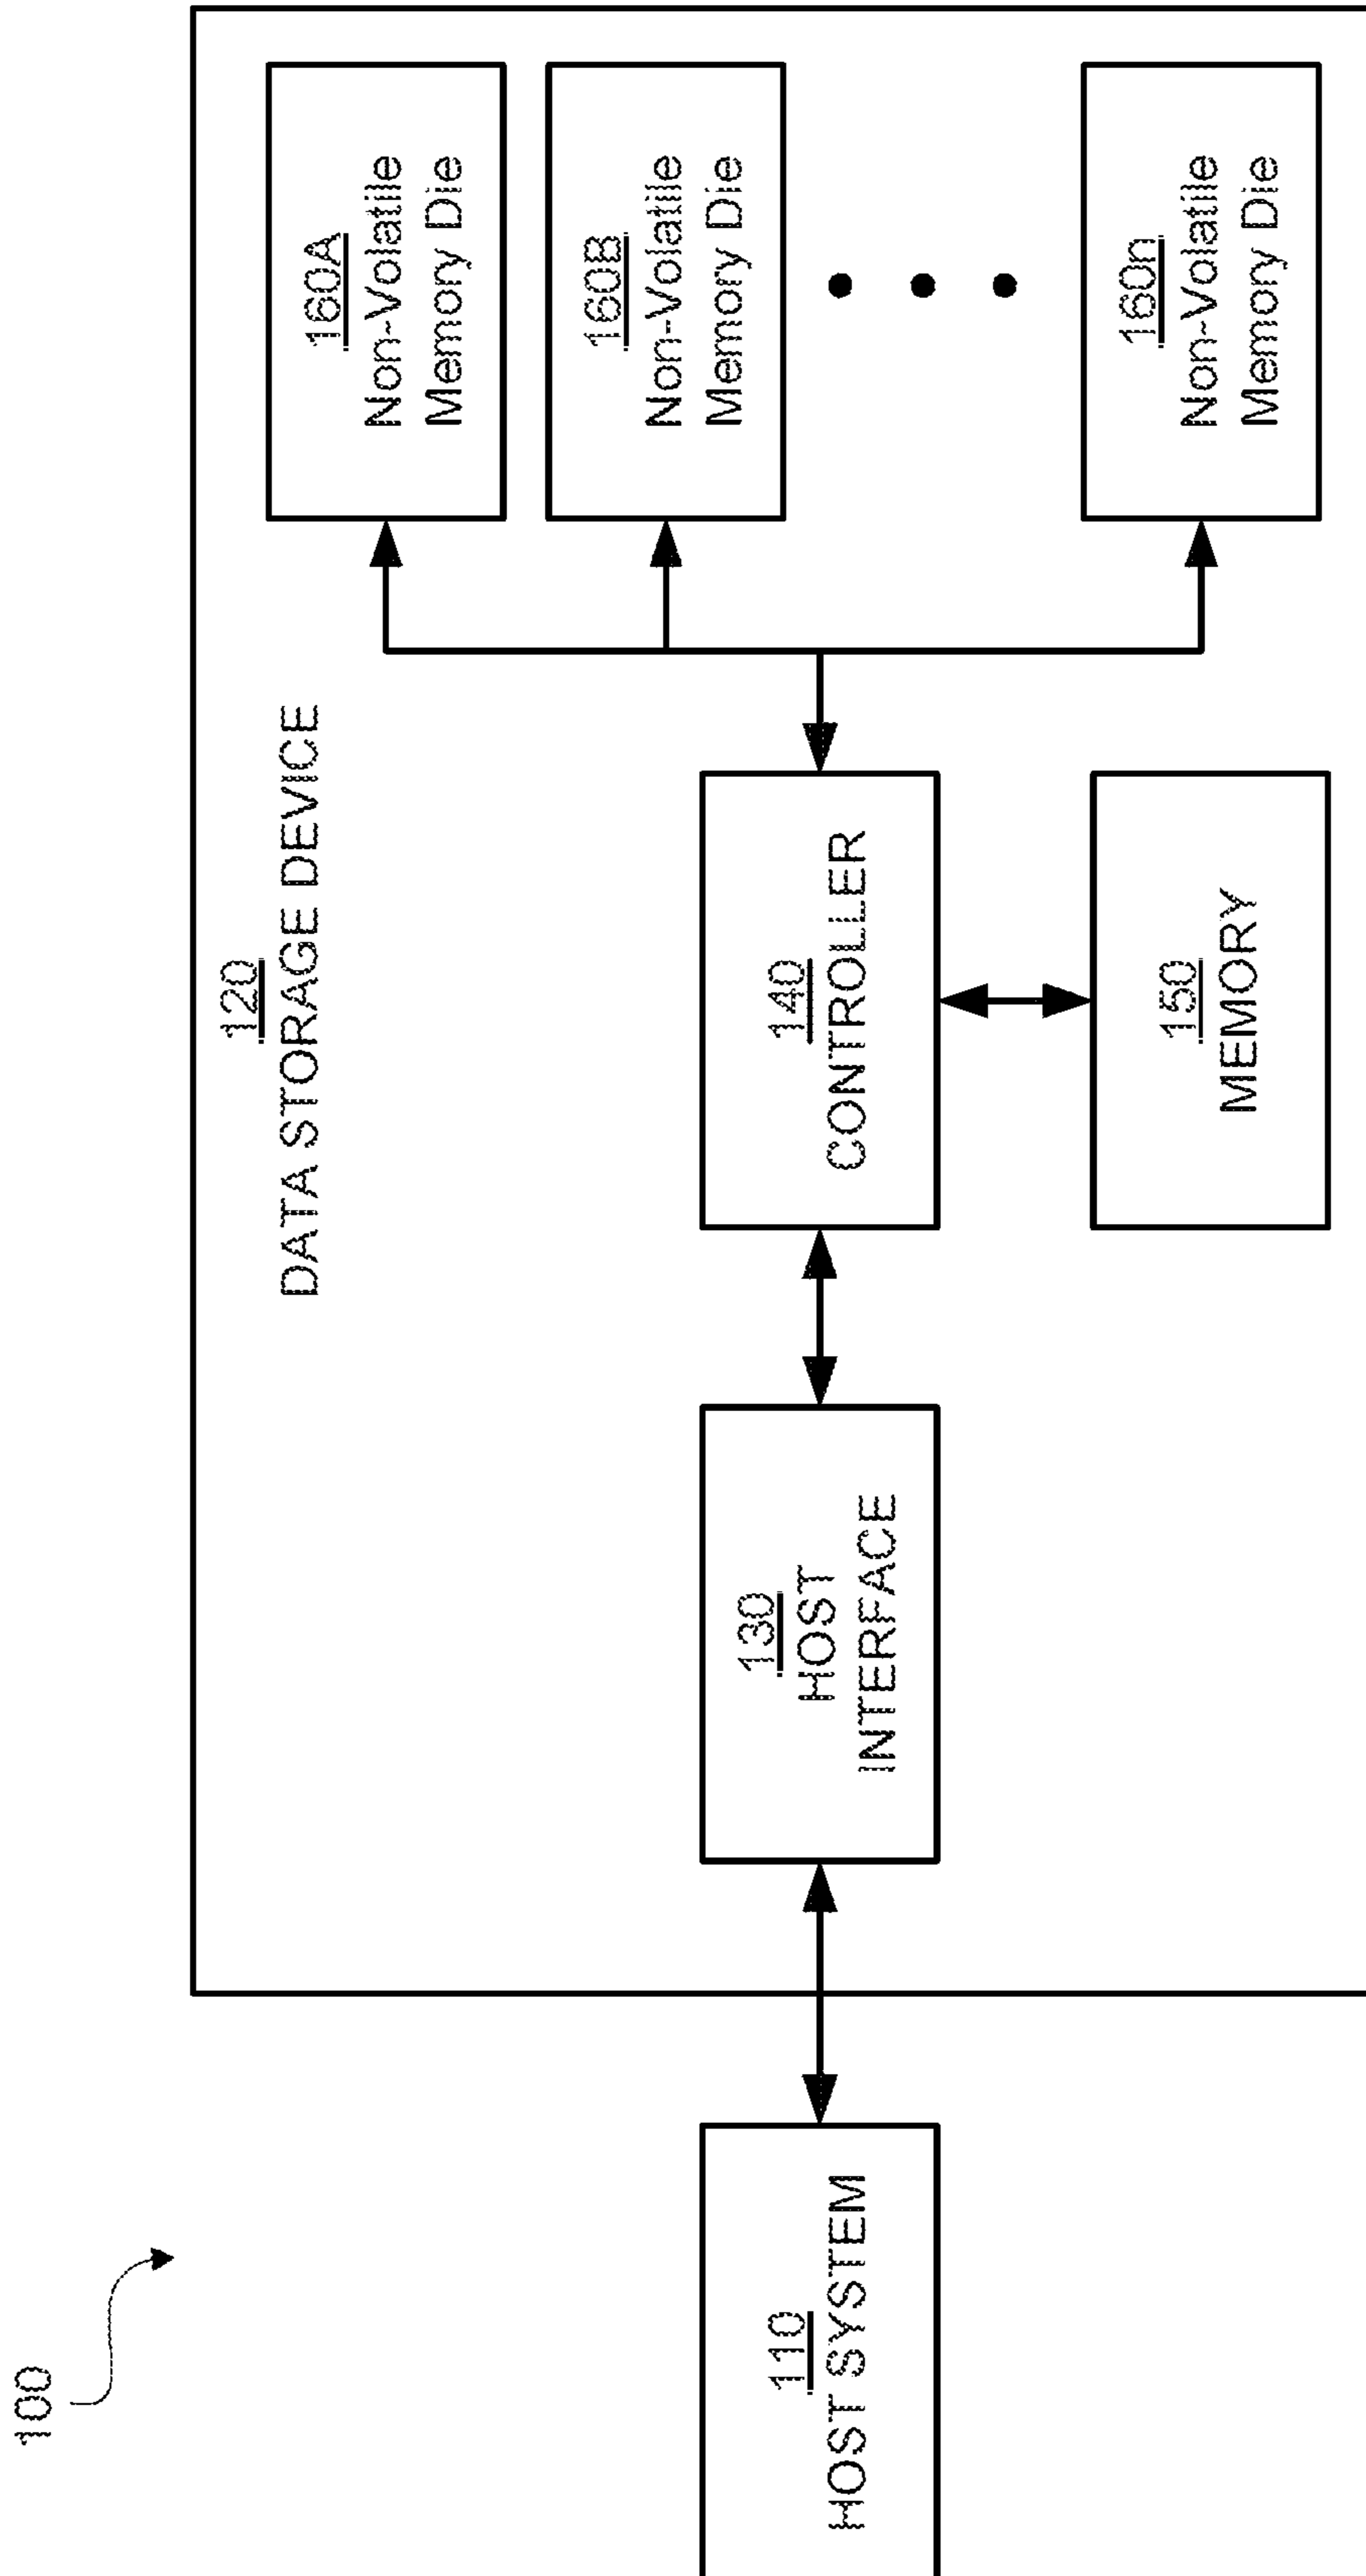 100
110
HOST SYSTEM
120
DATA STORAGE DEVICE
130
HOST
INTERFACE
140
CONTROLLER
150
MEMORY
160A
Non-Volatile
Memory Die
160B
Non-Volatile
Memory Die
160n
Non-Volatile
Memory Die